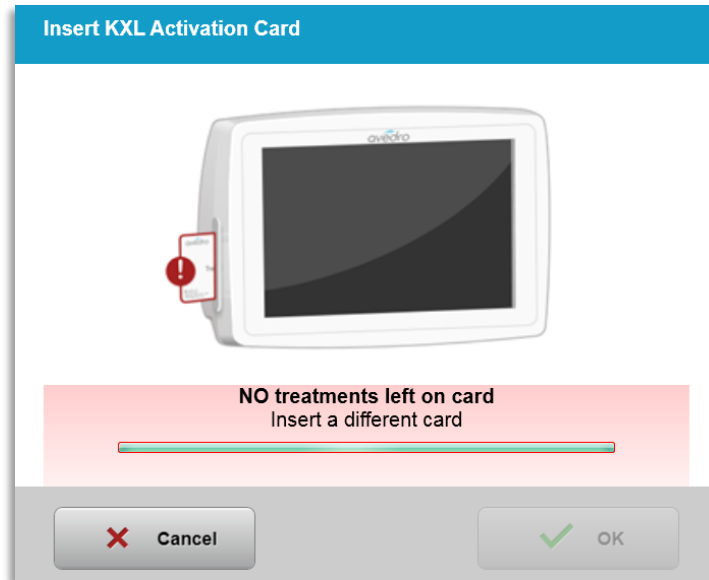 Insert KXL Activation Card
avedro
avedro
NO treatments left on card
Insert a different card
Cancel
OK